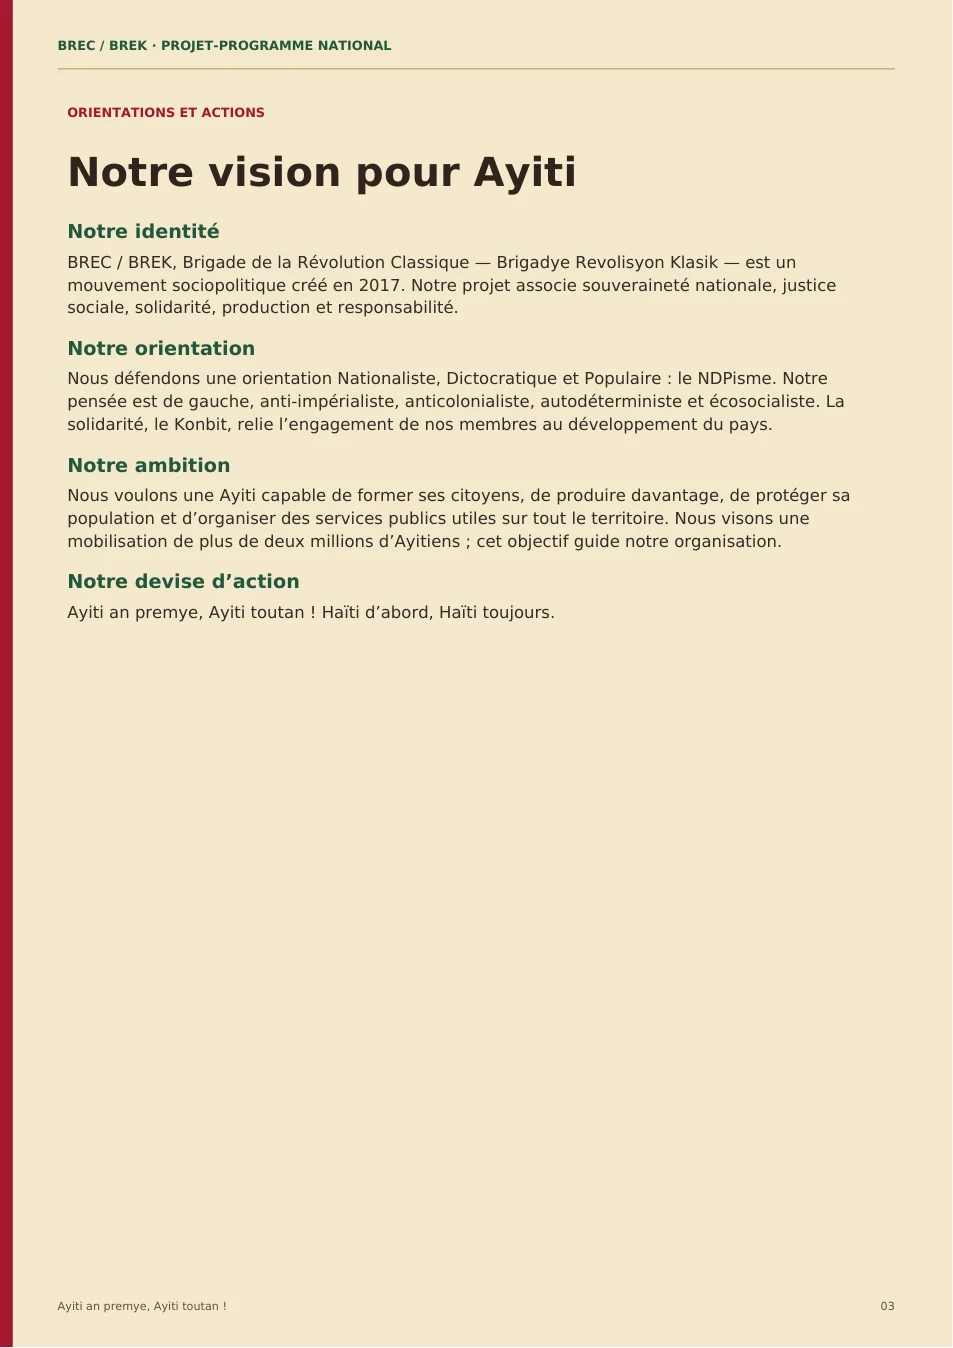 BREC / BREK · PROJET-PROGRAMME NATIONAL
ORIENTATIONS ET ACTIONS
Notre vision pour Ayiti
Notre identité
BREC / BREK, Brigade de la Révolution Classique — Brigadye Revolisyon Klasik — est un
mouvement sociopolitique créé en 2017. Notre projet associe souveraineté nationale, justice
sociale, solidarité, production et responsabilité.
Notre orientation
Nous défendons une orientation Nationaliste, Dictocratique et Populaire : le NDPisme. Notre
pensée est de gauche, anti-impérialiste, anticolonialiste, autodéterministe et écosocialiste. La
solidarité, le Konbit, relie l’engagement de nos membres au développement du pays.
Notre ambition
Nous voulons une Ayiti capable de former ses citoyens, de produire davantage, de protéger sa
population et d’organiser des services publics utiles sur tout le territoire. Nous visons une
mobilisation de plus de deux millions d’Ayitiens ; cet objectif guide notre organisation.
Notre devise d’action
Ayiti an premye, Ayiti toutan ! Haïti d’abord, Haïti toujours.
Ayiti an premye, Ayiti toutan !
03